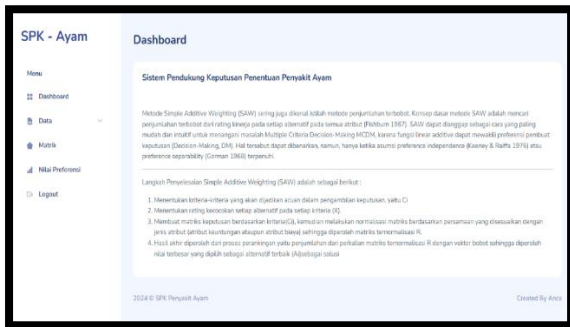 SPK - Ayam
Dashboard
Menu
Dashboard
Data
Matrik
Nilai Preferensi
Logout
Sistem Pendukung Keputusan Penentuan Penyakit Ayam
Metode Simple Additive Weighting (SAW) sering juga dikenal istilah metode penjumlahan terbobot. Konsep dasar metode SAW adalah mencari
penjumlahan terbobot dari rating kinerja pada setiap alternatif pada semua atribut (Fishburn 1967). SAW dapat dianggap sebagai cara yang paling
mudah dan intuitif untuk menangani masalah Multiple Criteria Decision-Making MCDM, karena fungsi linear additive dapat mewakili preferensi pembuat
keputusan (Decision-Making, DM). Hal tersebut dapat dibenarkan, namun, hanya ketika asumsi preference independence (Keeney & Raiffa 1976) atau
preference separability (Gorman 1968) terpenuhi.
Langkah Penyelesaian Simple Additive Weighting (SAW) adalah sebagai berikut :
1. Menentukan kriteria-kriteria yang akan dijadikan acuan dalam pengambilan keputusan, yaitu Ci
2. Menentukan rating kecocokan setiap alternatif pada setiap kriteria (X).
3. Membuat matriks keputusan berdasarkan kriteria(Ci), kemudian melakukan normalisasi matriks berdasarkan persamaan yang disesuaikan dengan
jenis atribut (atribut keuntungan ataupun atribut biaya) sehingga diperoleh matriks ternormalisasi R.
4. Hasil akhir diperoleh dari proses perankingan yaitu penjumlahan dari perkalian matriks ternormalisasi R dengan vektor bobot sehingga diperoleh
nilai terbesar yang dipilih sebagai alternatif terbaik (Ai)sebagai solusi
2024 © SPK Penyakit Ayam
Created By Anca